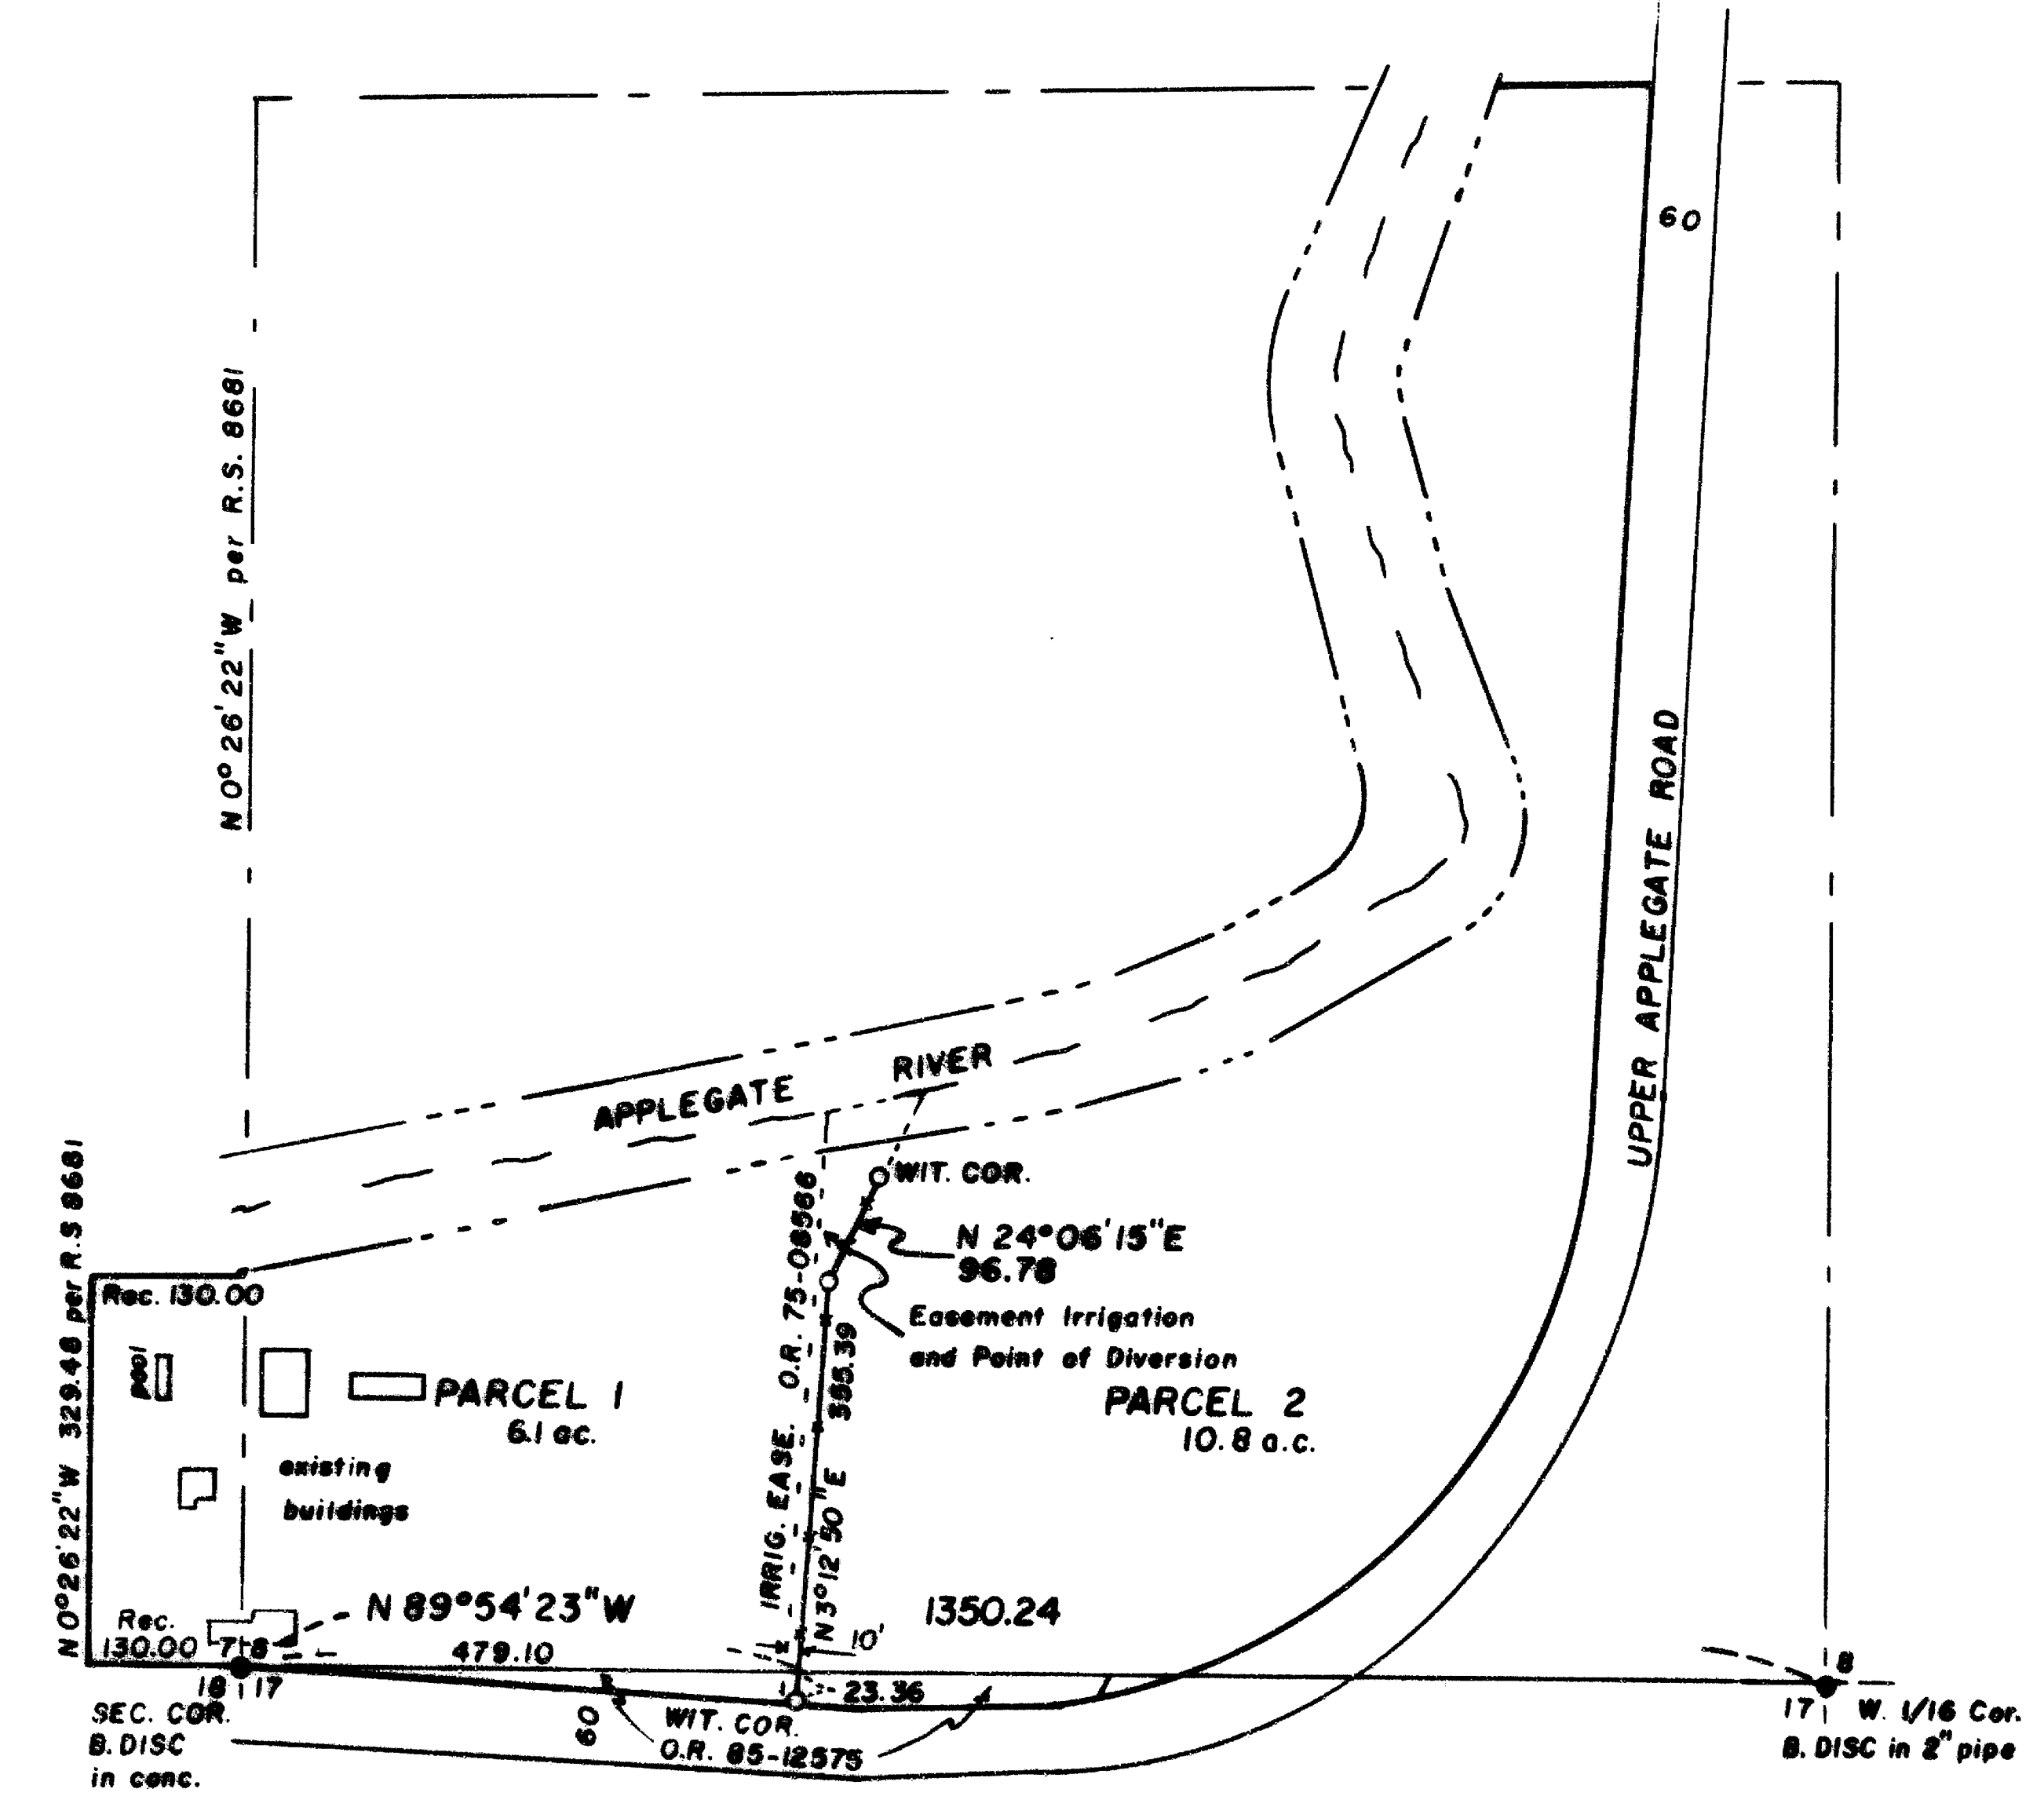 60
N 0° 26' 22" W per R.S. 8681
UPPER APPLEGATE ROAD
APPLEGATE RIVER
WIT. COR.
N 24° 06' 15" E
96.78
Easement Irrigation
and Point of Diversion
N 0° 26' 22" W 329.48 per R.S 8681
Rec. 130.00
pool
PARCEL 1
6.1 ac.
existing
buildings
IRRIG. EASE. O.R. 75-08566
N 3° 12' 50" E 395.39
PARCEL 2
10.8 a.c.
N 89° 54' 23" W
1350.24
Rec.
130.00
7 8
479.10
10'
18 17
23.36
SEC. COR.
B. DISC
in conc.
60
WIT. COR.
O.R. 85-12575
8
17
W. 1/16 Cor.
B. DISC in 2" pipe